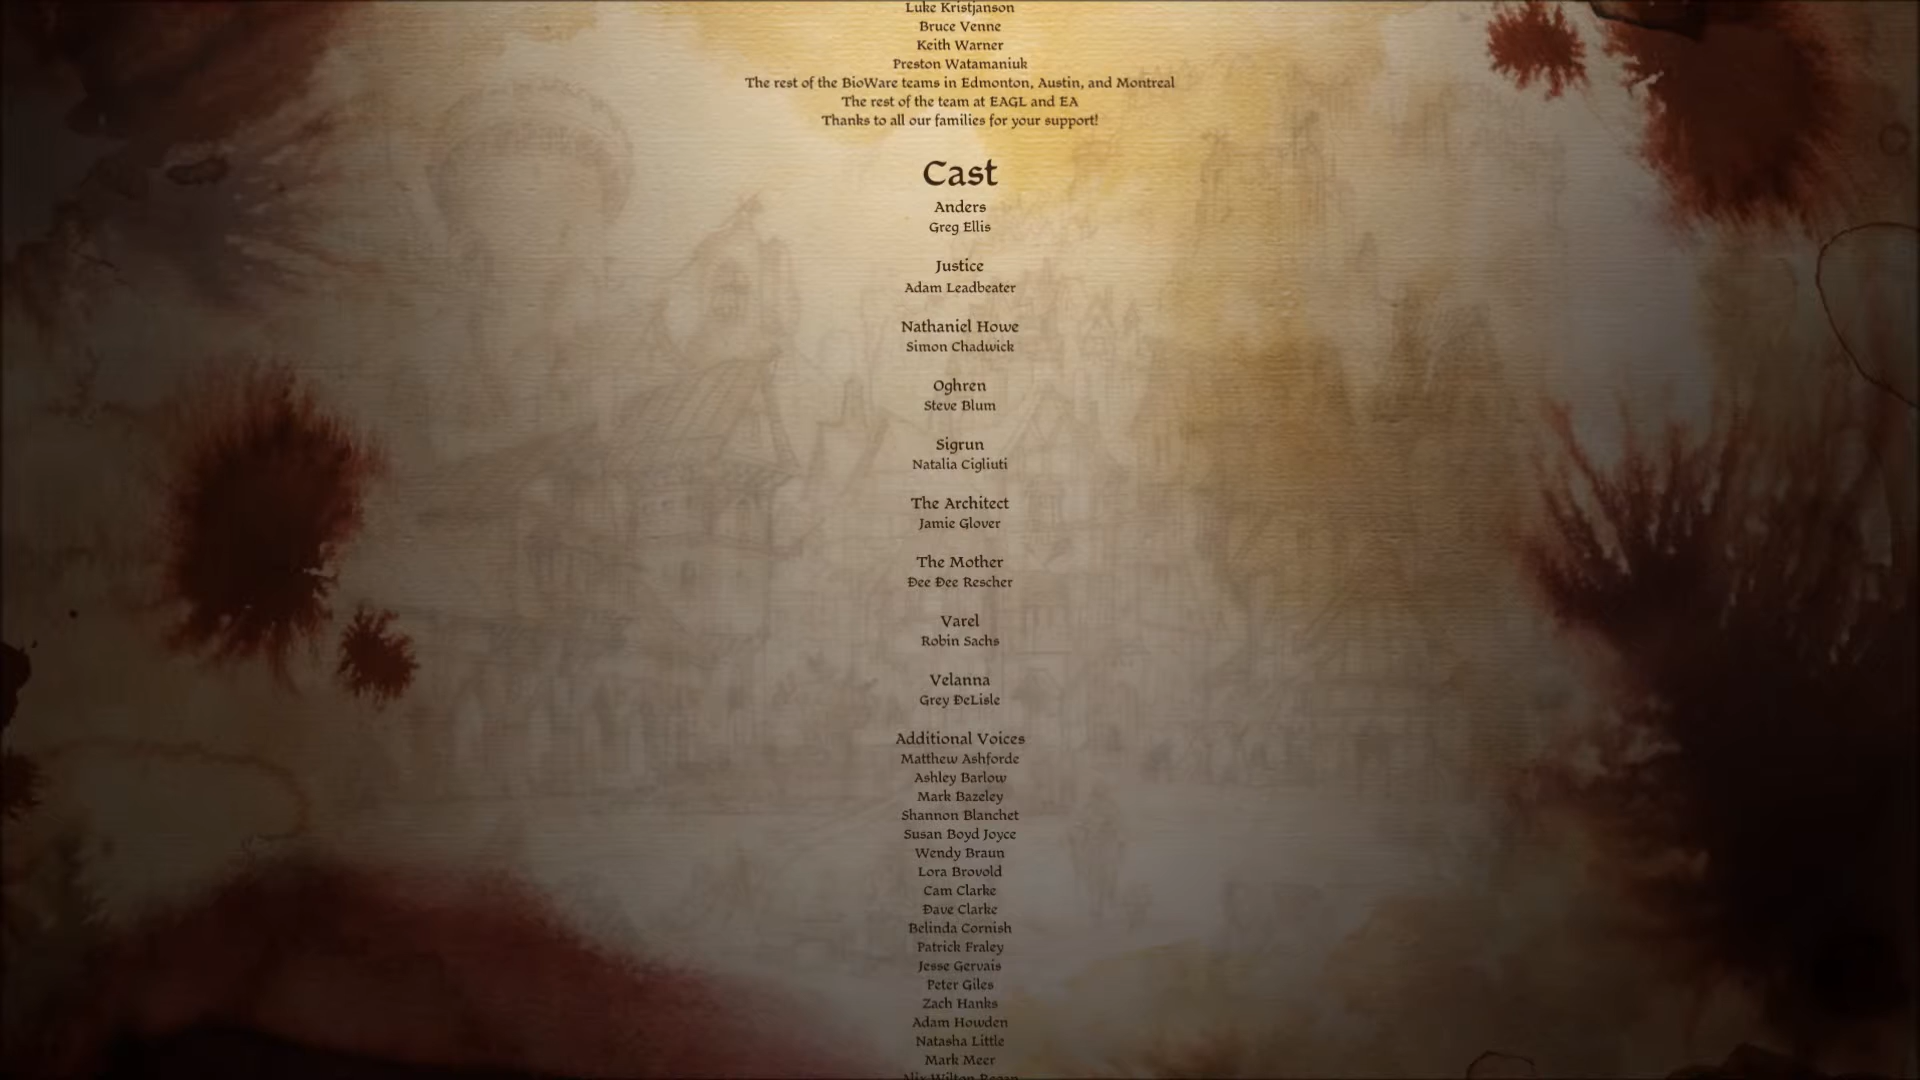 Luke Kristjanson
Bruce Venne
Keith Warner
Preston Watamaniuk
The rest of the BioWare teams in Edmonton, Austin, and Montreal
The rest of the team at EAGL and EA
Thanks to all our families for your support!
Cast
Anders
Greg Ellis
Justice
Adam Leadbeater
Nathaniel Howe
Simon Chadwick
Oghren
Steve Blum
Sigrun
Natalia Cigliuti
The Architect
Jamie Glover
The Mother
Dee Dee Rescher
Varel
Robin Sachs
Velanna
Grey DeLisle
Additional Voices
Matthew Ashforde
Ashley Barlow
Mark Bazeley
Shannon Blanchet
Susan Boyd Joyce
Wendy Braun
Lora Brovold
Cam Clarke
Dave Clarke
Belinda Cornish
Patrick Fraley
Jesse Gervais
Peter Giles
Zach Hanks
Adam Howden
Natasha Little
Mark Meer
Alix Wilton Regan